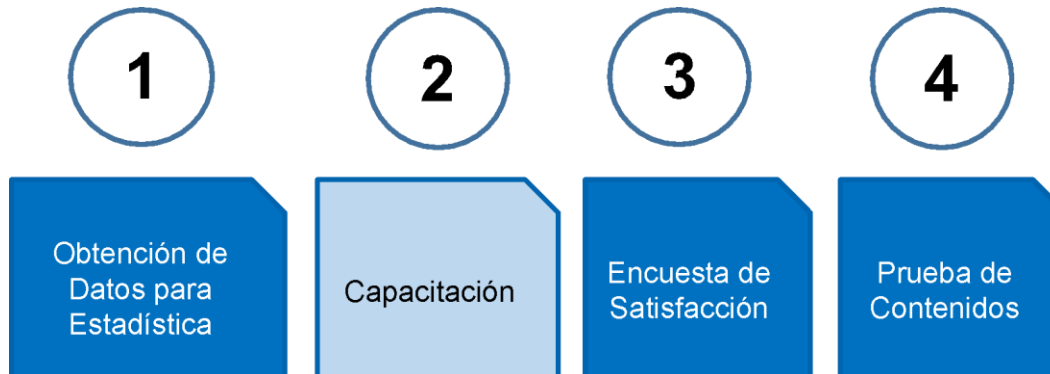 1
2
3
4
Obtención de
Datos para
Estadística
Capacitación
Encuesta de
Satisfacción
Prueba de
Contenidos